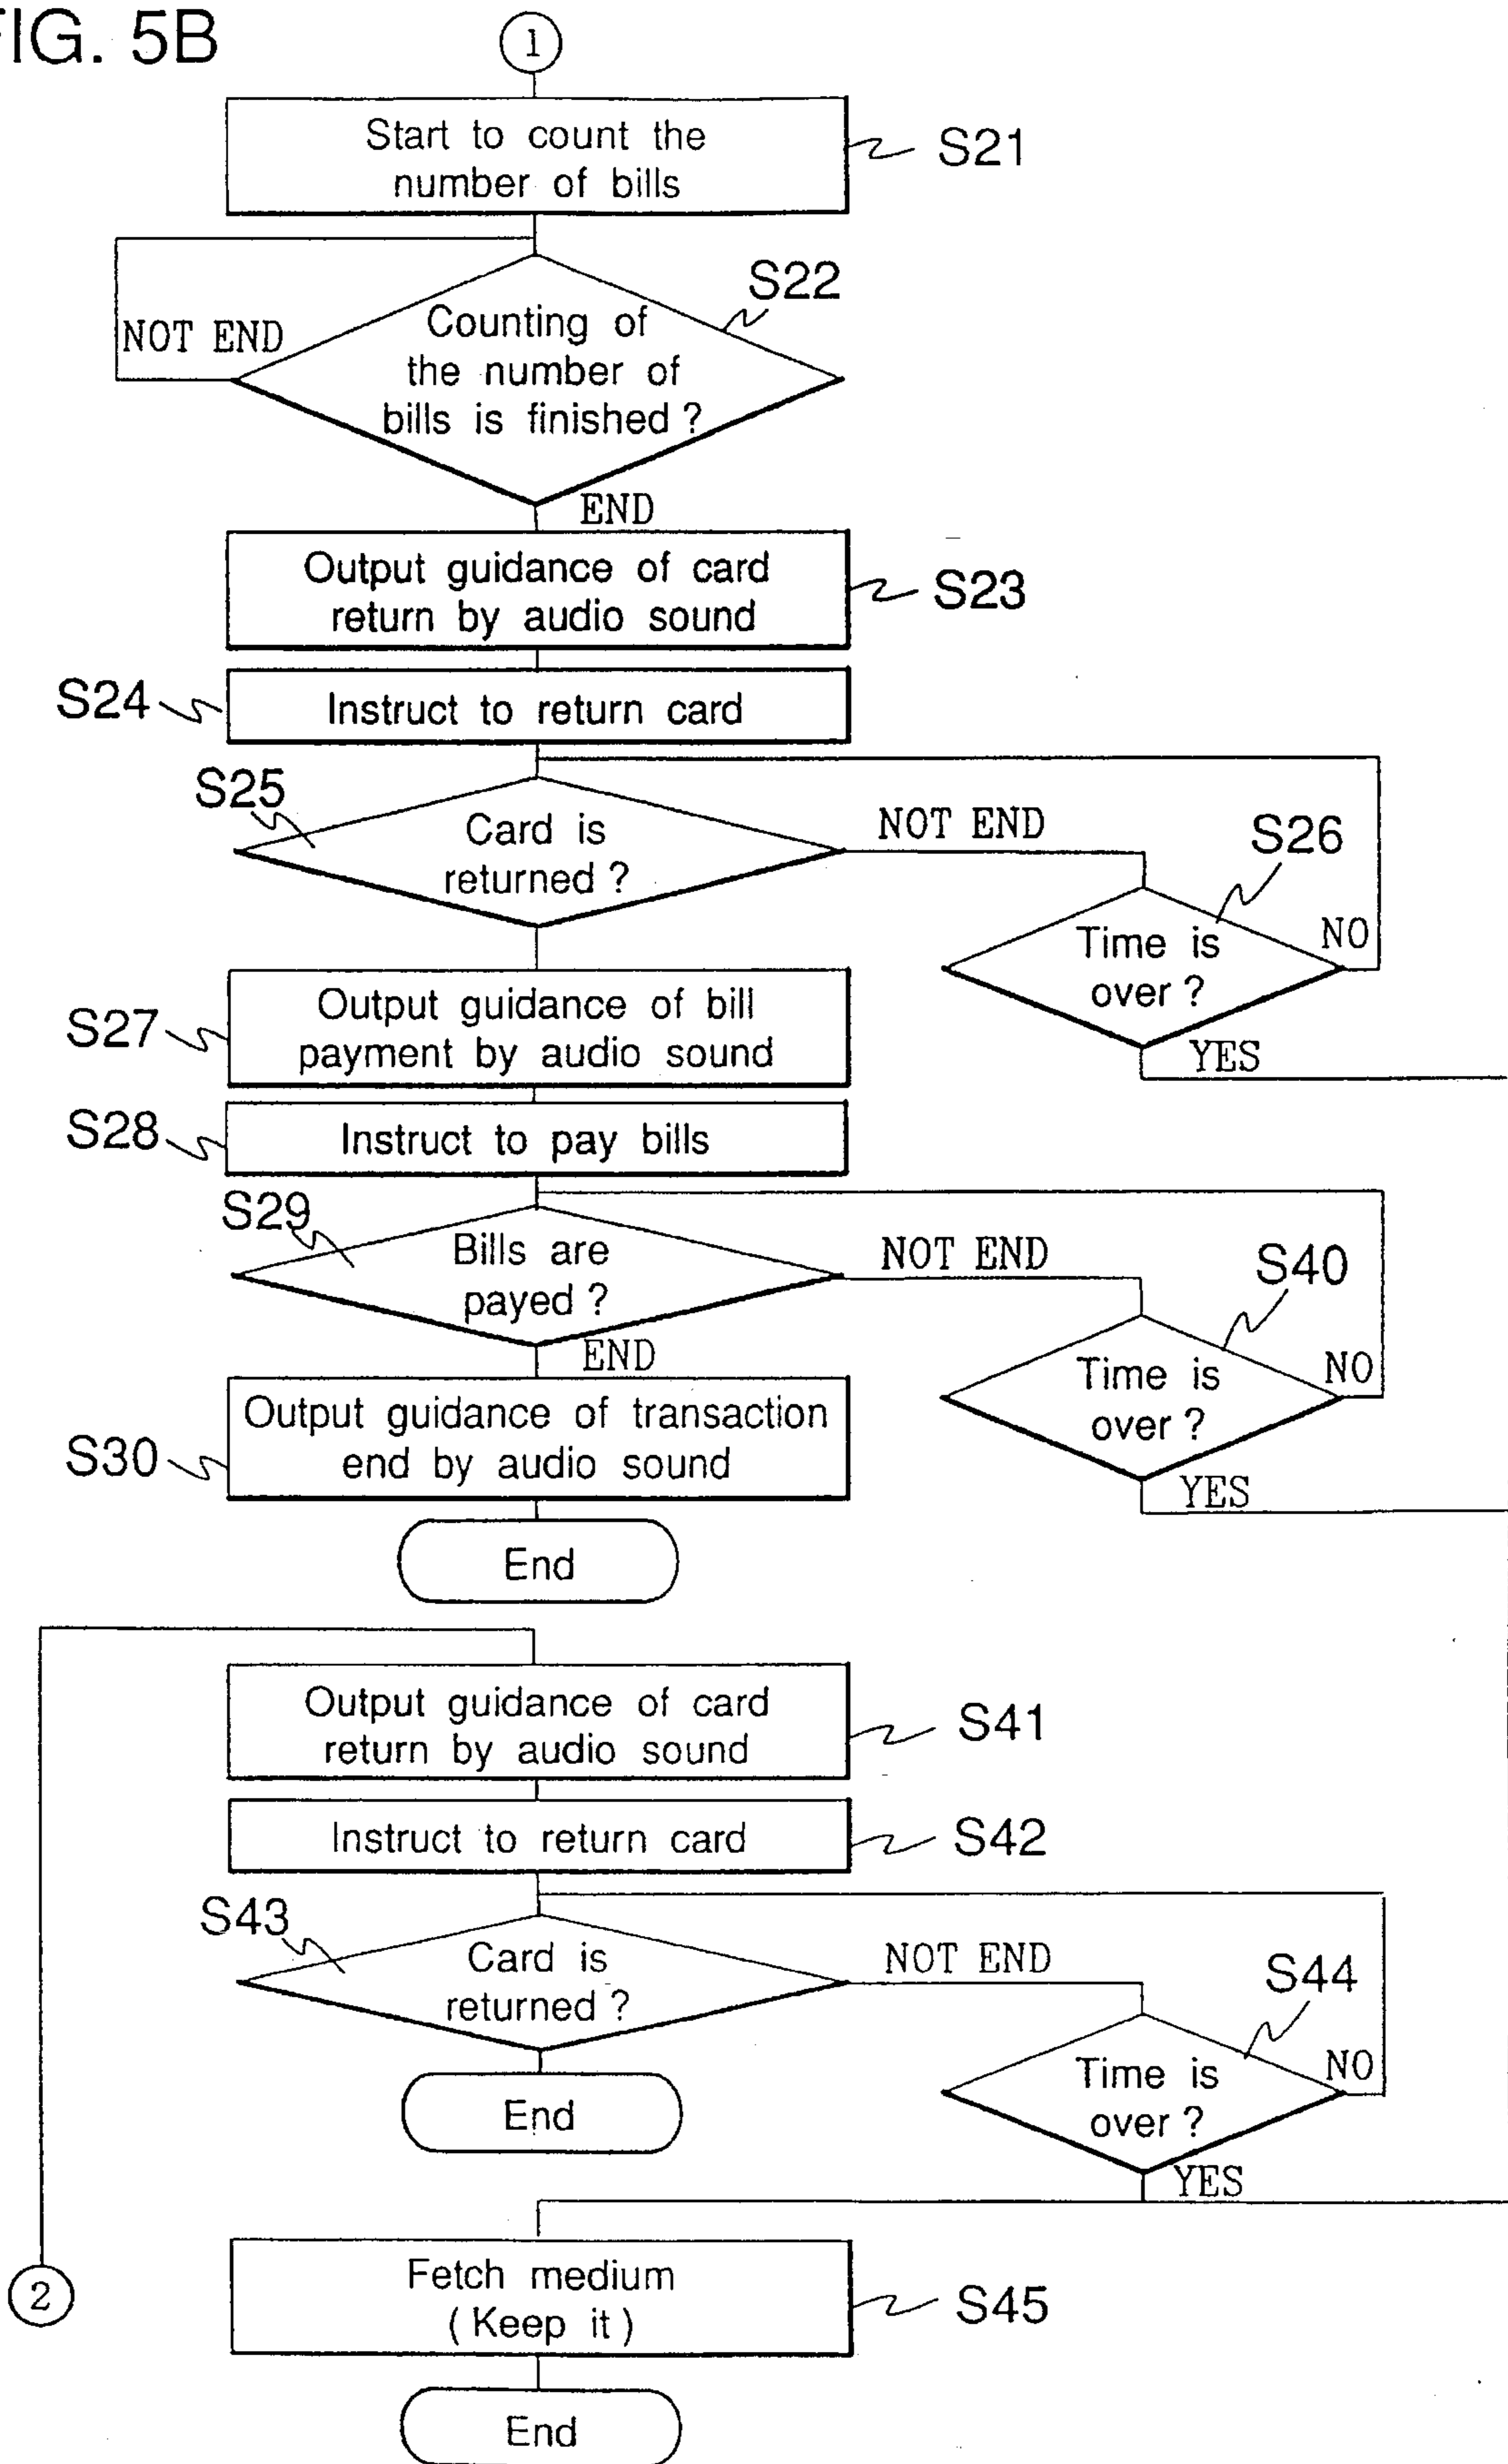 FIG. 5B
1
Start to count the
number of bills
S21
S22
NOT END
Counting of
the number of
bills is finished ?
END
Output guidance of card
return by audio sound
S23
S24
Instruct to return card
S25
Card is
returned ?
NOT END
S26
Time is
over ?
NO
YES
S27
Output guidance of bill
payment by audio sound
S28
Instruct to pay bills
S29
Bills are
payed ?
NOT END
S40
Time is
over ?
NO
YES
END
S30
Output guidance of transaction
end by audio sound
End
Output guidance of card
return by audio sound
S41
Instruct to return card
S42
S43
Card is
returned ?
NOT END
S44
Time is
over ?
NO
YES
End
2
Fetch medium
( Keep it )
S45
End